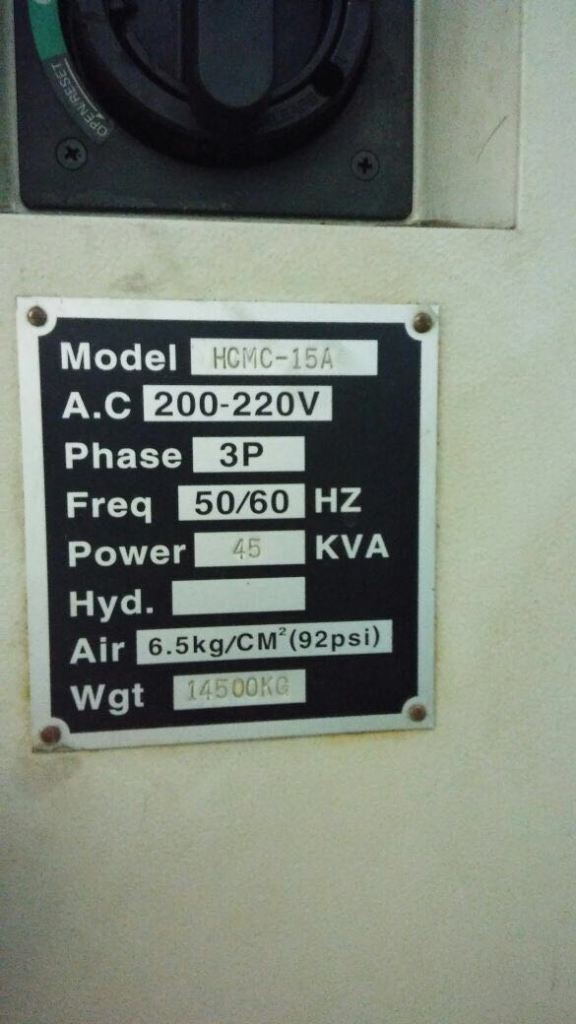 OPEN/RESET
Model HCMC-15A
A.C 200-220V
Phase 3P
Freq 50/60 HZ
Power 45 KVA
Hyd.
Air 6.5kg/CM²(92psi)
Wgt 14500KG